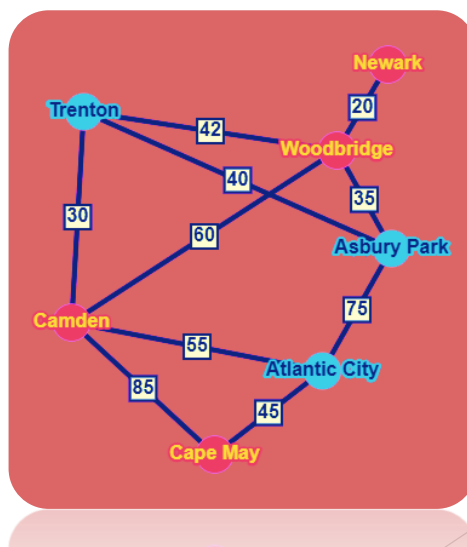 Newark
20
Trenton
42
Woodbridge
40
35
30
60
Asbury Park
75
Camden
55
Atlantic City
85
45
Cape May